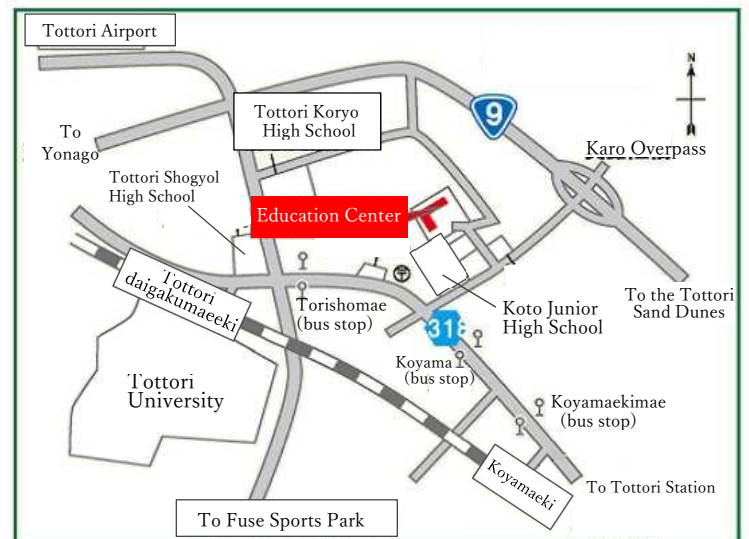 Tottori Airport
N
9
Tottori Koryo
High School
To
Yonago
Karo Overpass
Tottori Shogyol
High School
Education Center
To the Tottori
Sand Dunes
Tottori
daigakumaeeki
Torishomae
(bus stop)
Koto Junior
High School
318
Koyama
(bus stop)
Tottori
University
Koyamaekimae
(bus stop)
Koyamaeki
To Tottori Station
To Fuse Sports Park